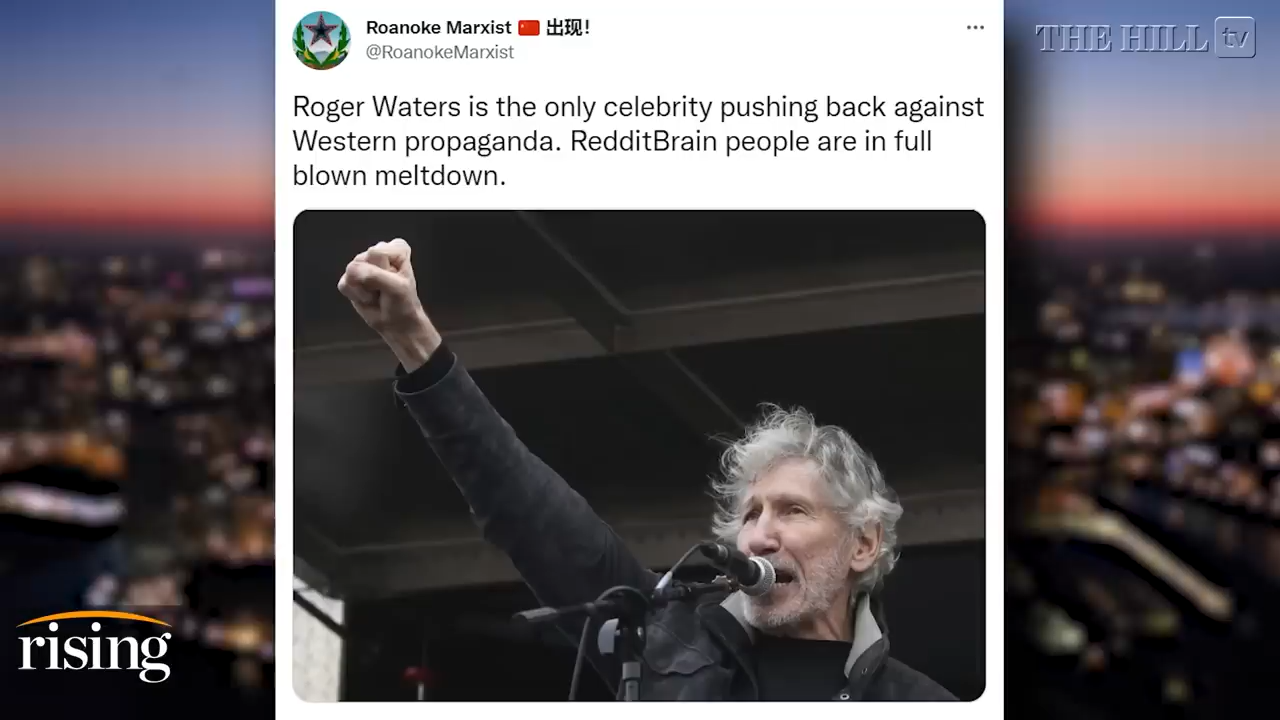 Roanoke Marxist 🇨🇳 出现!
@RoanokeMarxist
THE HILL tv
Roger Waters is the only celebrity pushing back against
Western propaganda. RedditBrain people are in full
blown meltdown.
rising